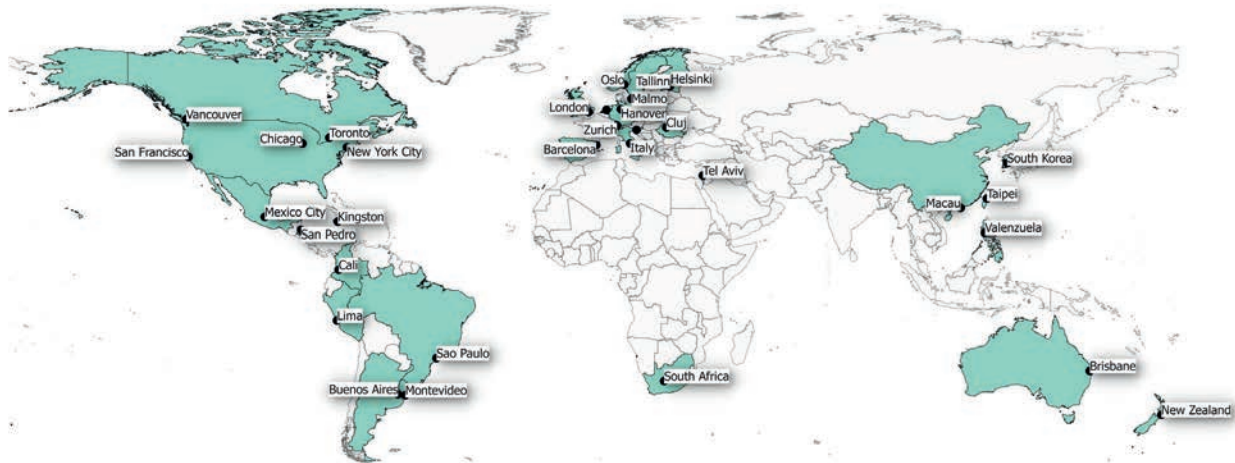 Oslo
Tallinn
Helsinki
London
Malmo
Hanover
Vancouver
Zurich
Cluj
Chicago
Toronto
San Francisco
New York City
Barcelona
Italy
South Korea
Tel Aviv
Mexico City
Kingston
Macau
Taipei
San Pedro
Valenzuela
Cali
Lima
Sao Paulo
Brisbane
South Africa
Buenos Aires
Montevideo
New Zealand